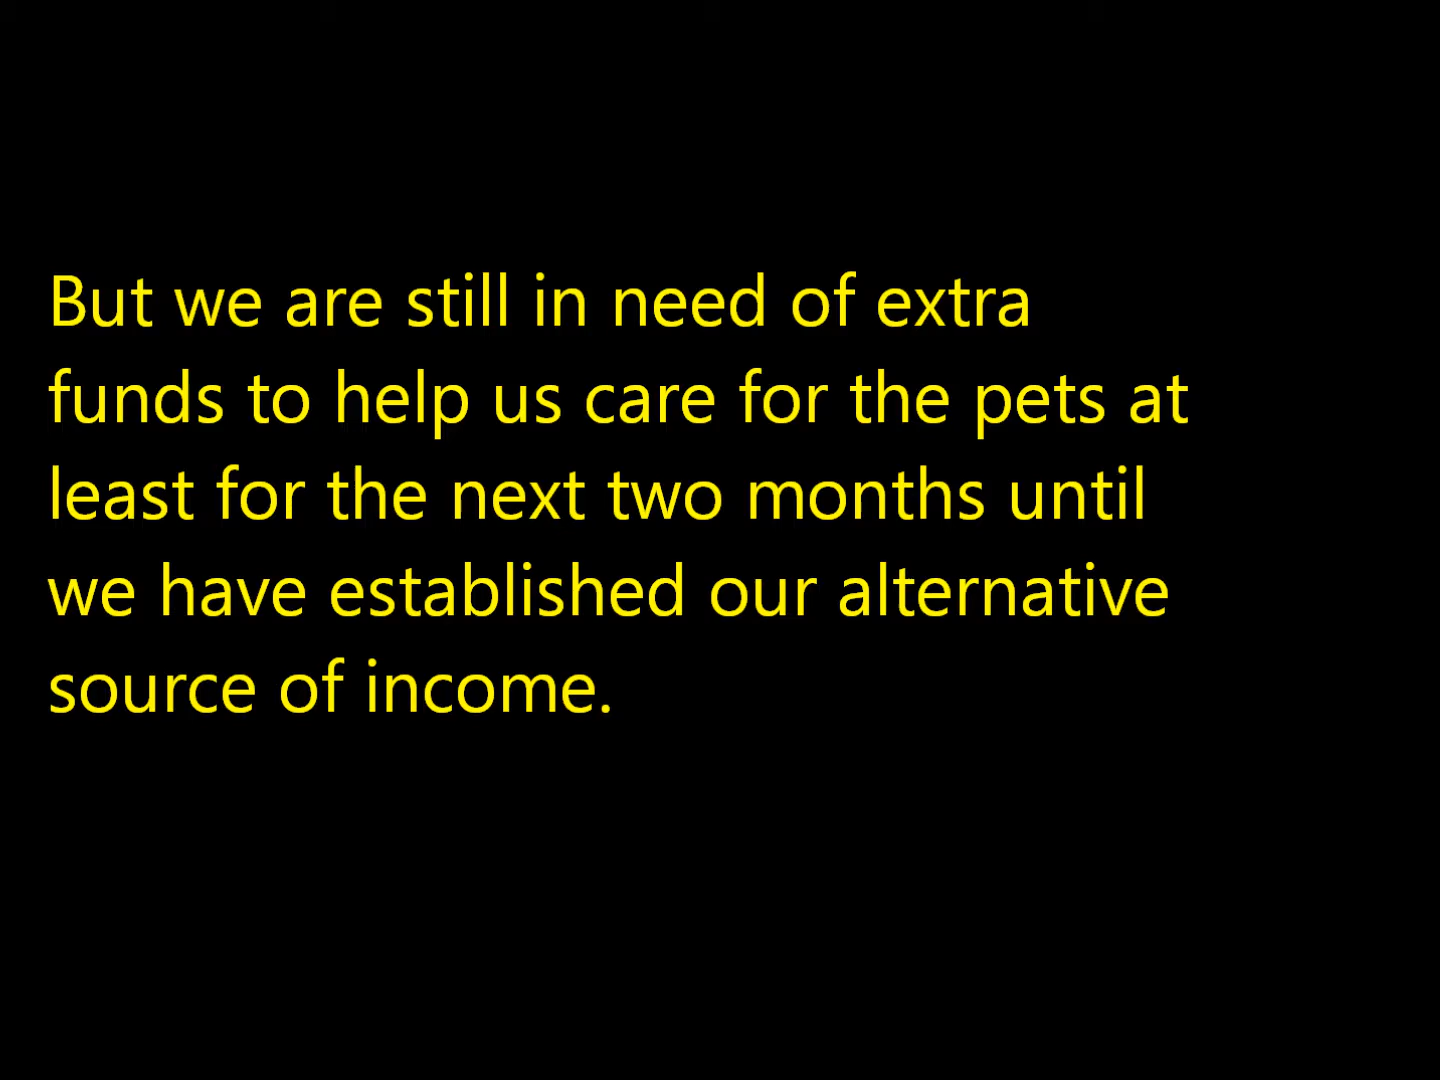 But we are still in need of extra
funds to help us care for the pets at
least for the next two months until
we have established our alternative
source of income.